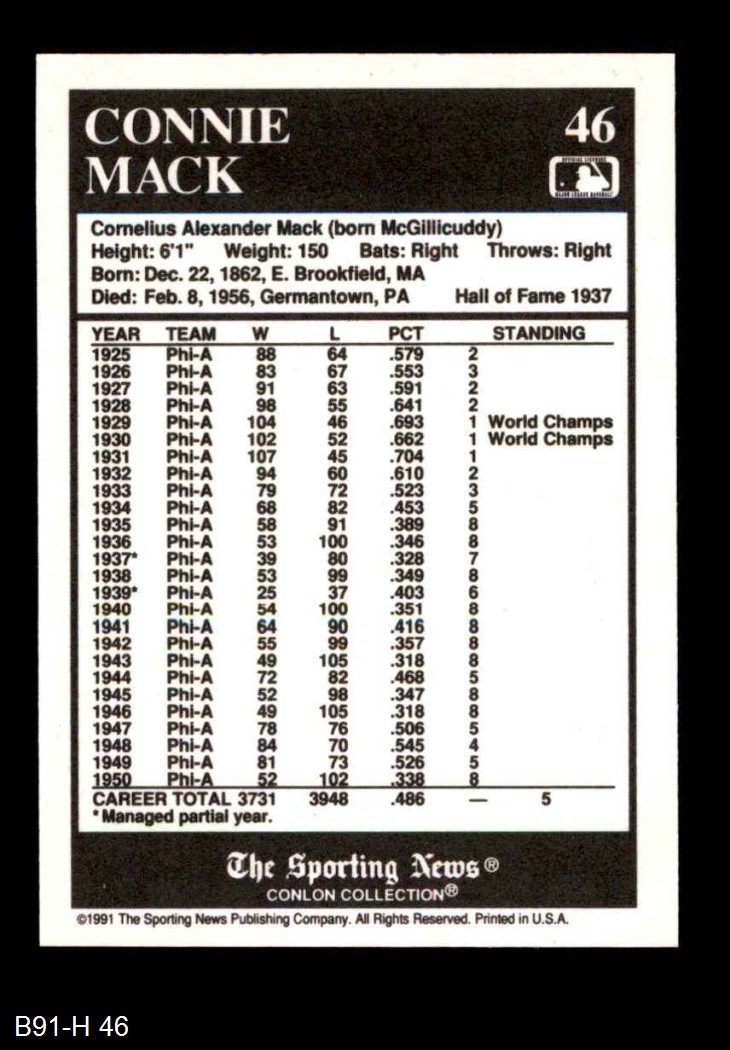 CONNIE
MACK
46
OFFICIAL LICENSEE
MAJOR LEAGUE BASEBALL
Cornelius Alexander Mack (born McGillicuddy)
Height: 6'1" Weight: 150 Bats: Right Throws: Right
Born: Dec. 22, 1862, E. Brookfield, MA
Died: Feb. 8, 1956, Germantown, PA Hall of Fame 1937
YEAR TEAM W L PCT STANDING
1925 Phi-A 88 64 .579 2
1926 Phi-A 83 67 .553 3
1927 Phi-A 91 63 .591 2
1928 Phi-A 98 55 .641 2
1929 Phi-A 104 46 .693 1 World Champs
1930 Phi-A 102 52 .662 1 World Champs
1931 Phi-A 107 45 .704 1
1932 Phi-A 94 60 .610 2
1933 Phi-A 79 72 .523 3
1934 Phi-A 68 82 .453 5
1935 Phi-A 58 91 .389 8
1936 Phi-A 53 100 .346 8
1937* Phi-A 39 80 .328 7
1938 Phi-A 53 99 .349 8
1939* Phi-A 25 37 .403 6
1940 Phi-A 54 100 .351 8
1941 Phi-A 64 90 .416 8
1942 Phi-A 55 99 .357 8
1943 Phi-A 49 105 .318 8
1944 Phi-A 72 82 .468 5
1945 Phi-A 52 98 .347 8
1946 Phi-A 49 105 .318 8
1947 Phi-A 78 76 .506 5
1948 Phi-A 84 70 .545 4
1949 Phi-A 81 73 .526 5
1950 Phi-A 52 102 .338 8
CAREER TOTAL 3731 3948 .486 — 5
*Managed partial year.
The Sporting News®
CONLON COLLECTION®
©1991 The Sporting News Publishing Company. All Rights Reserved. Printed in U.S.A.
B91-H 46